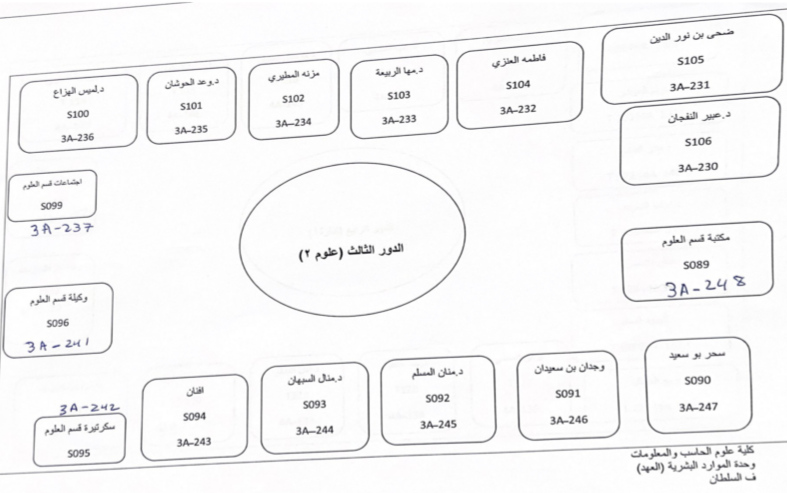 ضحى بن نور الدين
S105
3A–231
فاطمه العنزي
S104
3A–232
د.مها الربيعة
S103
3A–233
مزنه المطيري
S102
3A–234
د.وعد الحوشان
S101
3A–235
د.لميس الهزاع
S100
3A–236
د.عبير النفجان
S106
3A–230
اجتماعات قسم العلوم
S099
3A-237
الدور الثالث (علوم ٢)
مكتبة قسم العلوم
S089
3A-248
وكيلة قسم العلوم
S096
3A-241
سحر بو سعيد
S090
3A–247
وجدان بن سعيدان
S091
3A–246
د.منان المسلم
S092
3A–245
د.منال السبهان
S093
3A–244
افنان
S094
3A–243
3A-242
سكرتيرة قسم العلوم
S095
كلية علوم الحاسب والمعلومات
وحدة الموارد البشرية (العهد)
ف السلطان